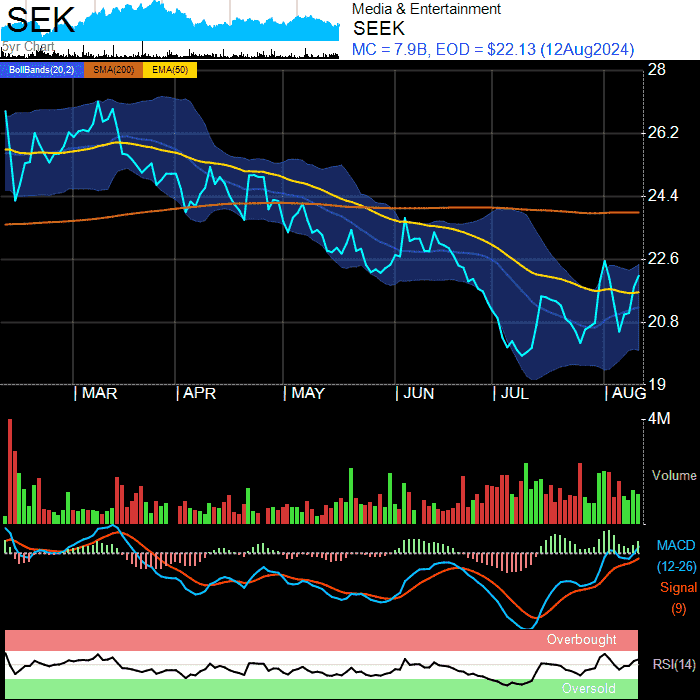 SEK
5yr Chart
Media & Entertainment
SEEK
MC = 7.9B, EOD = $22.13 (12Aug2024)
BollBands(20,2) SMA(200) EMA(50)
28
26.2
24.4
22.6
20.8
19
| MAR | APR | MAY | JUN | JUL | AUG
4M
Volume
MACD
(12-26)
Signal
(9)
Overbought
RSI(14)
Oversold